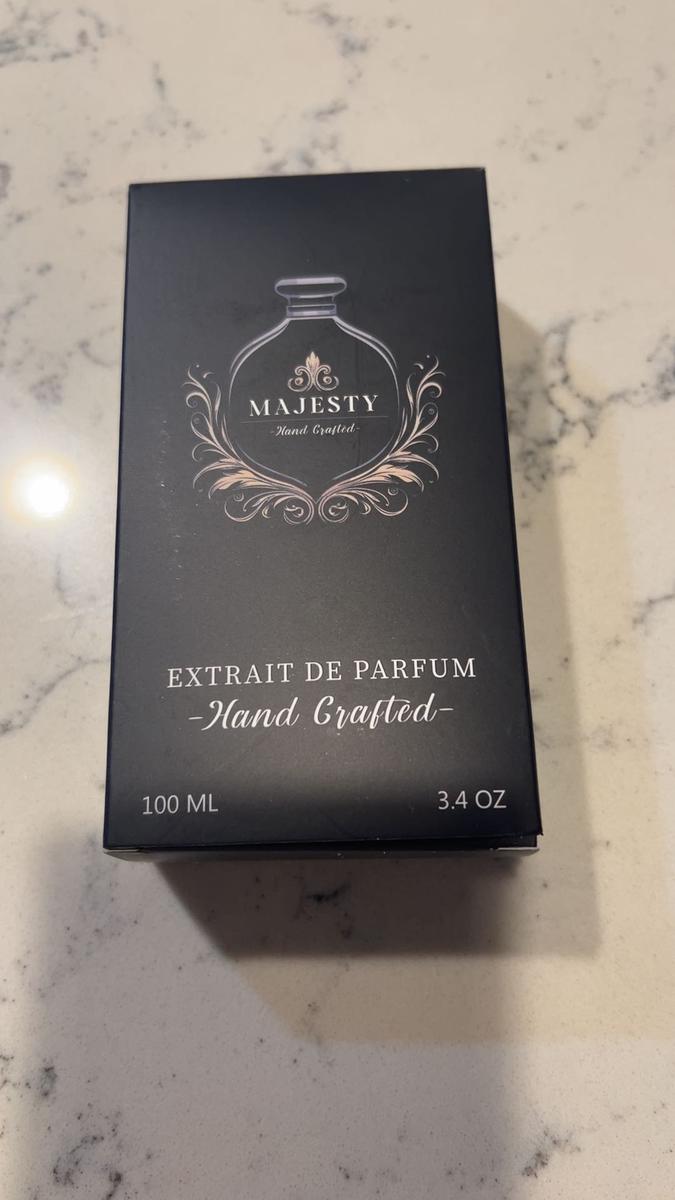 MAJESTY
-Hand Crafted-
EXTRAIT DE PARFUM
-Hand Crafted-
100 ML
3.4 OZ